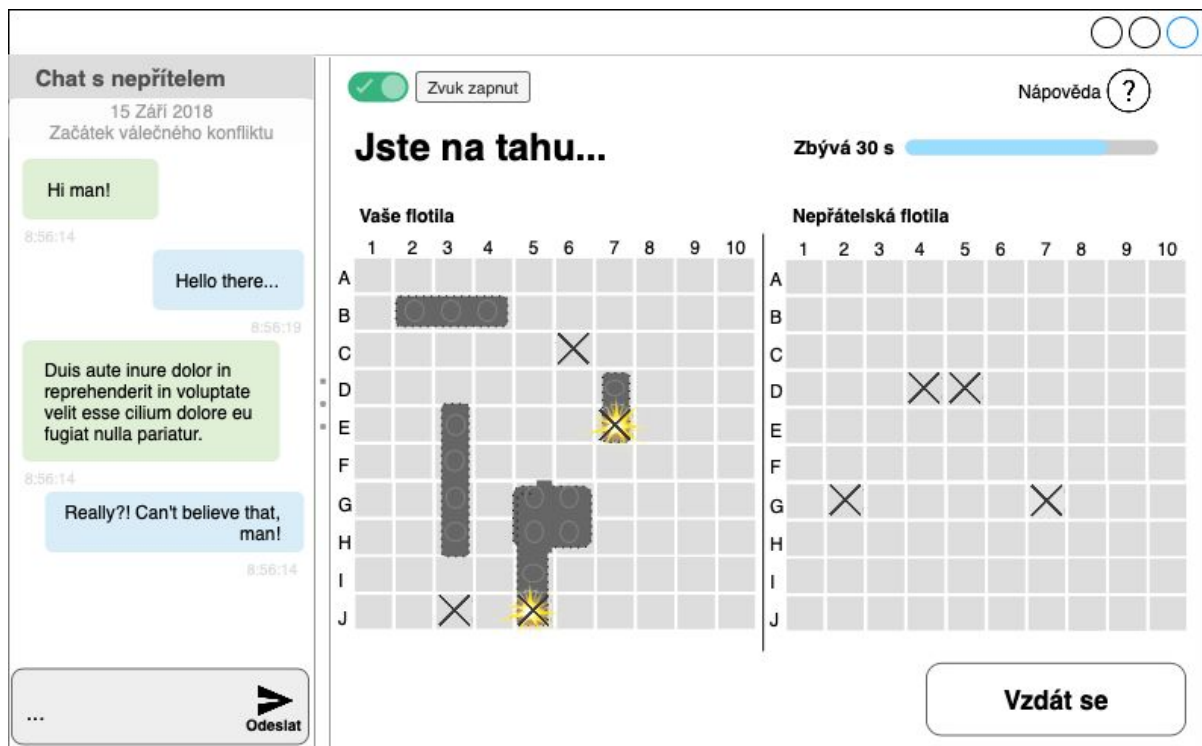 Chat s nepřítelem
15 Září 2018
Začátek válečného konfliktu
Hi man!
8:56:14
Hello there...
8:56:19
Duis aute inure dolor in
reprehenderit in voluptate
velit esse cilium dolore eu
fugiat nulla pariatur.
8:56:14
Really?! Can't believe that,
man!
8:56:14
...
Odeslat
Zvuk zapnut
Nápověda ?
Jste na tahu...
Zbývá 30 s
Vaše flotila
1 2 3 4 5 6 7 8 9 10
A
B
C
D
E
F
G
H
I
J
Nepřátelská flotila
1 2 3 4 5 6 7 8 9 10
A
B
C
D
E
F
G
H
I
J
Vzdát se